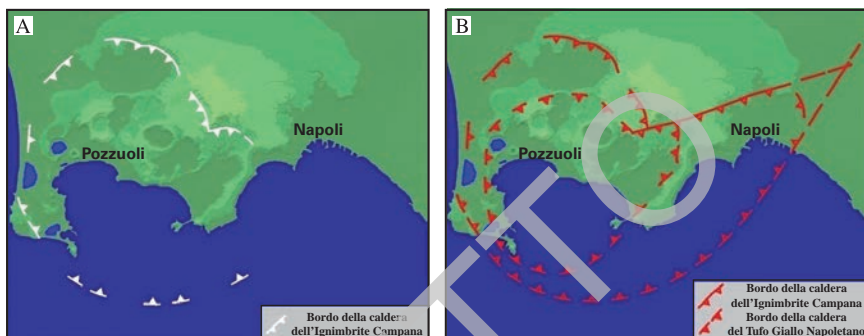 A
Napoli
Pozzuoli
Bordo della caldera
dell'Ignimbrite Campana
B
Napoli
Pozzuoli
Bordo della caldera
dell'Ignimbrite Campana
Bordo della caldera
del Tufo Giallo Napoletano